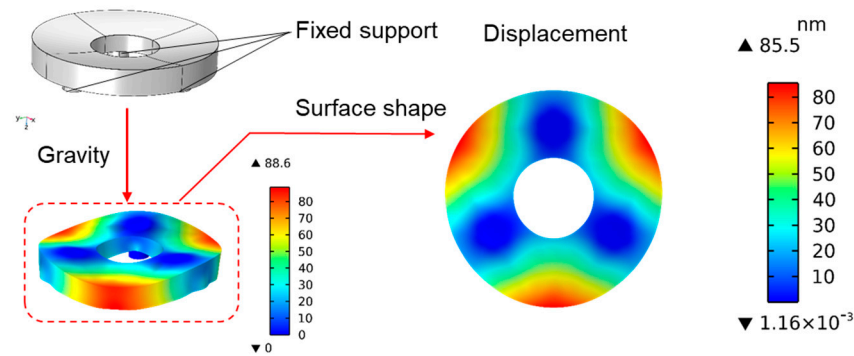 Fixed support
Displacement
nm
▲ 85.5
Surface shape
y
x
z
Gravity
▲ 88.6
80
70
60
50
40
30
20
10
0
▼ 0
80
70
60
50
40
30
20
10
▼ 1.16×10⁻³